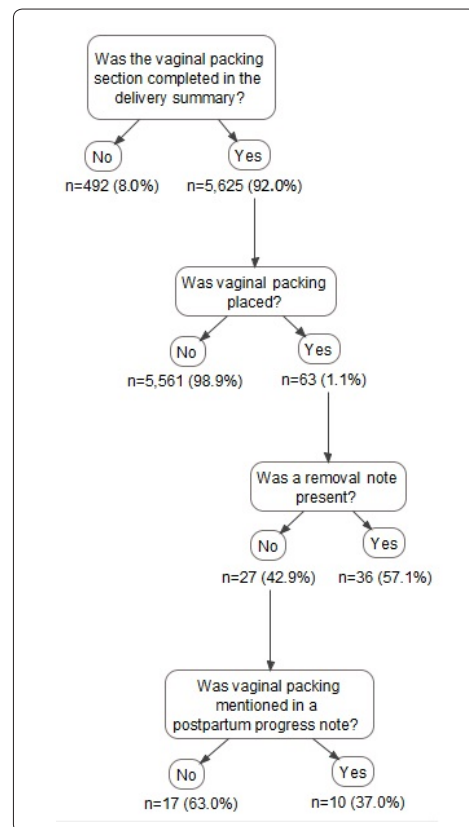 Was the vaginal packing
section completed in the
delivery summary?
No
Yes
n=492 (8.0%)
n=5,625 (92.0%)
Was vaginal packing
placed?
No
Yes
n=5,561 (98.9%)
n=63 (1.1%)
Was a removal note
present?
No
Yes
n=27 (42.9%)
n=36 (57.1%)
Was vaginal packing
mentioned in a
postpartum progress note?
No
Yes
n=17 (63.0%)
n=10 (37.0%)